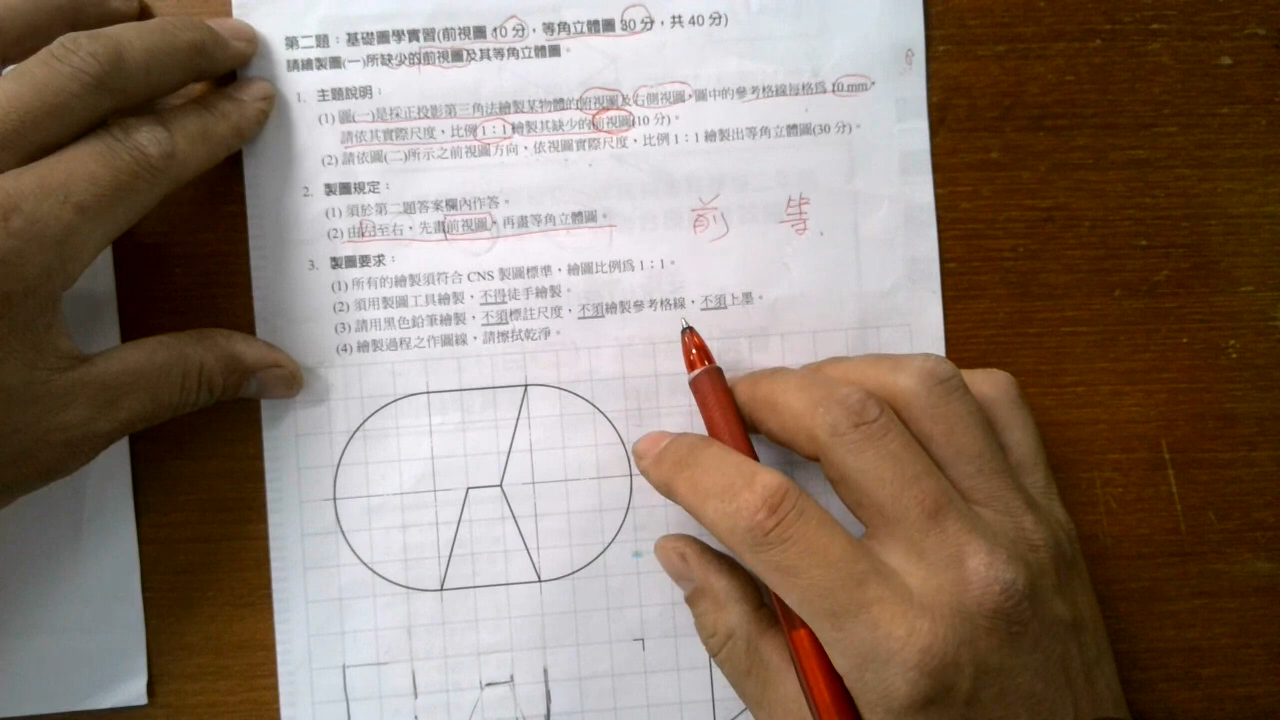 第二題：基礎圖學實習(前視圖 10 分，等角立體圖 30 分，共 40 分)
請繪製圖(一)所缺少的前視圖及其等角立體圖。
1. 主題說明：
(1) 圖(一)是採正投影第三角法繪製某物體的俯視圖及右側視圖，圖中的參考格線每格為 10 mm，
請依其實際尺度，比例 1：1 繪製其缺少的前視圖(10 分)。
(2) 請依圖(二)所示之前視圖方向，依視圖實際尺度，比例 1：1 繪製出等角立體圖(30 分)。
2. 製圖規定：
(1) 須於第二題答案欄內作答。
(2) 由左至右，先畫前視圖，再畫等角立體圖。
前 等
3. 製圖要求：
(1) 所有的繪製須符合 CNS 製圖標準，繪圖比例為 1：1。
(2) 須用製圖工具繪製，不得徒手繪製。
(3) 請用黑色鉛筆繪製，不須標註尺度，不須繪製參考格線，不須上墨。
(4) 繪製過程之作圖線，請擦拭乾淨。